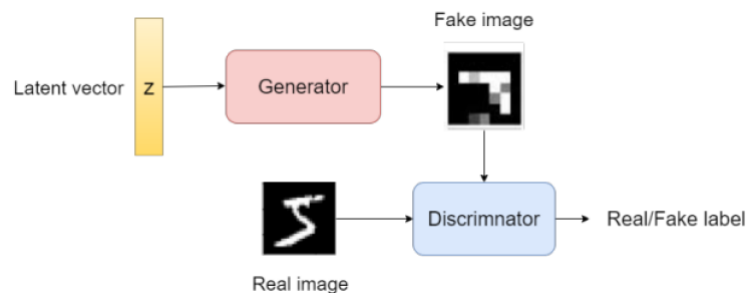 Fake image
Latent vector
z
Generator
Discrimnator
Real/Fake label
Real image